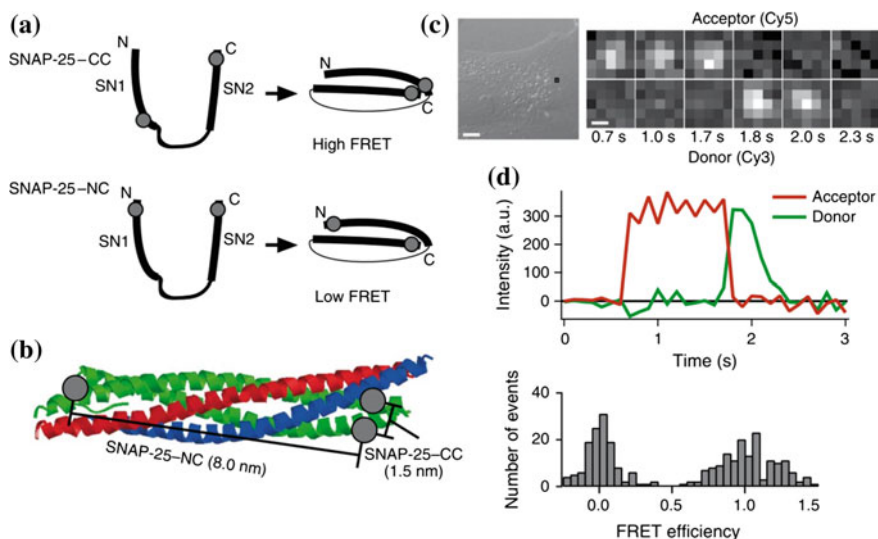 (a)
SNAP-25–CC
N
C
SN1
SN2
N
C
High FRET
SNAP-25–NC
N
C
SN1
SN2
N
C
Low FRET
(b)
SNAP-25–NC (8.0 nm)
SNAP-25–CC
(1.5 nm)
(c)
Acceptor (Cy5)
0.7 s 1.0 s 1.7 s 1.8 s 2.0 s 2.3 s
Donor (Cy3)
(d)
Acceptor
Donor
Intensity (a.u.)
300
200
100
0
0 1 2 3
Time (s)
Number of events
40
20
0
0.0 0.5 1.0 1.5
FRET efficiency